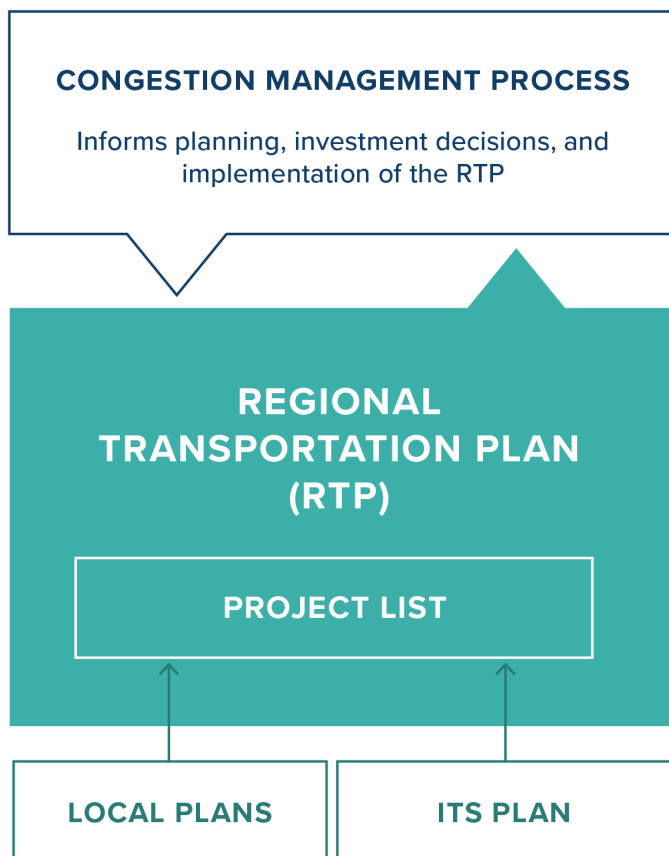 CONGESTION MANAGEMENT PROCESS
Informs planning, investment decisions, and
implementation of the RTP
REGIONAL
TRANSPORTATION PLAN
(RTP)
PROJECT LIST
LOCAL PLANS
ITS PLAN